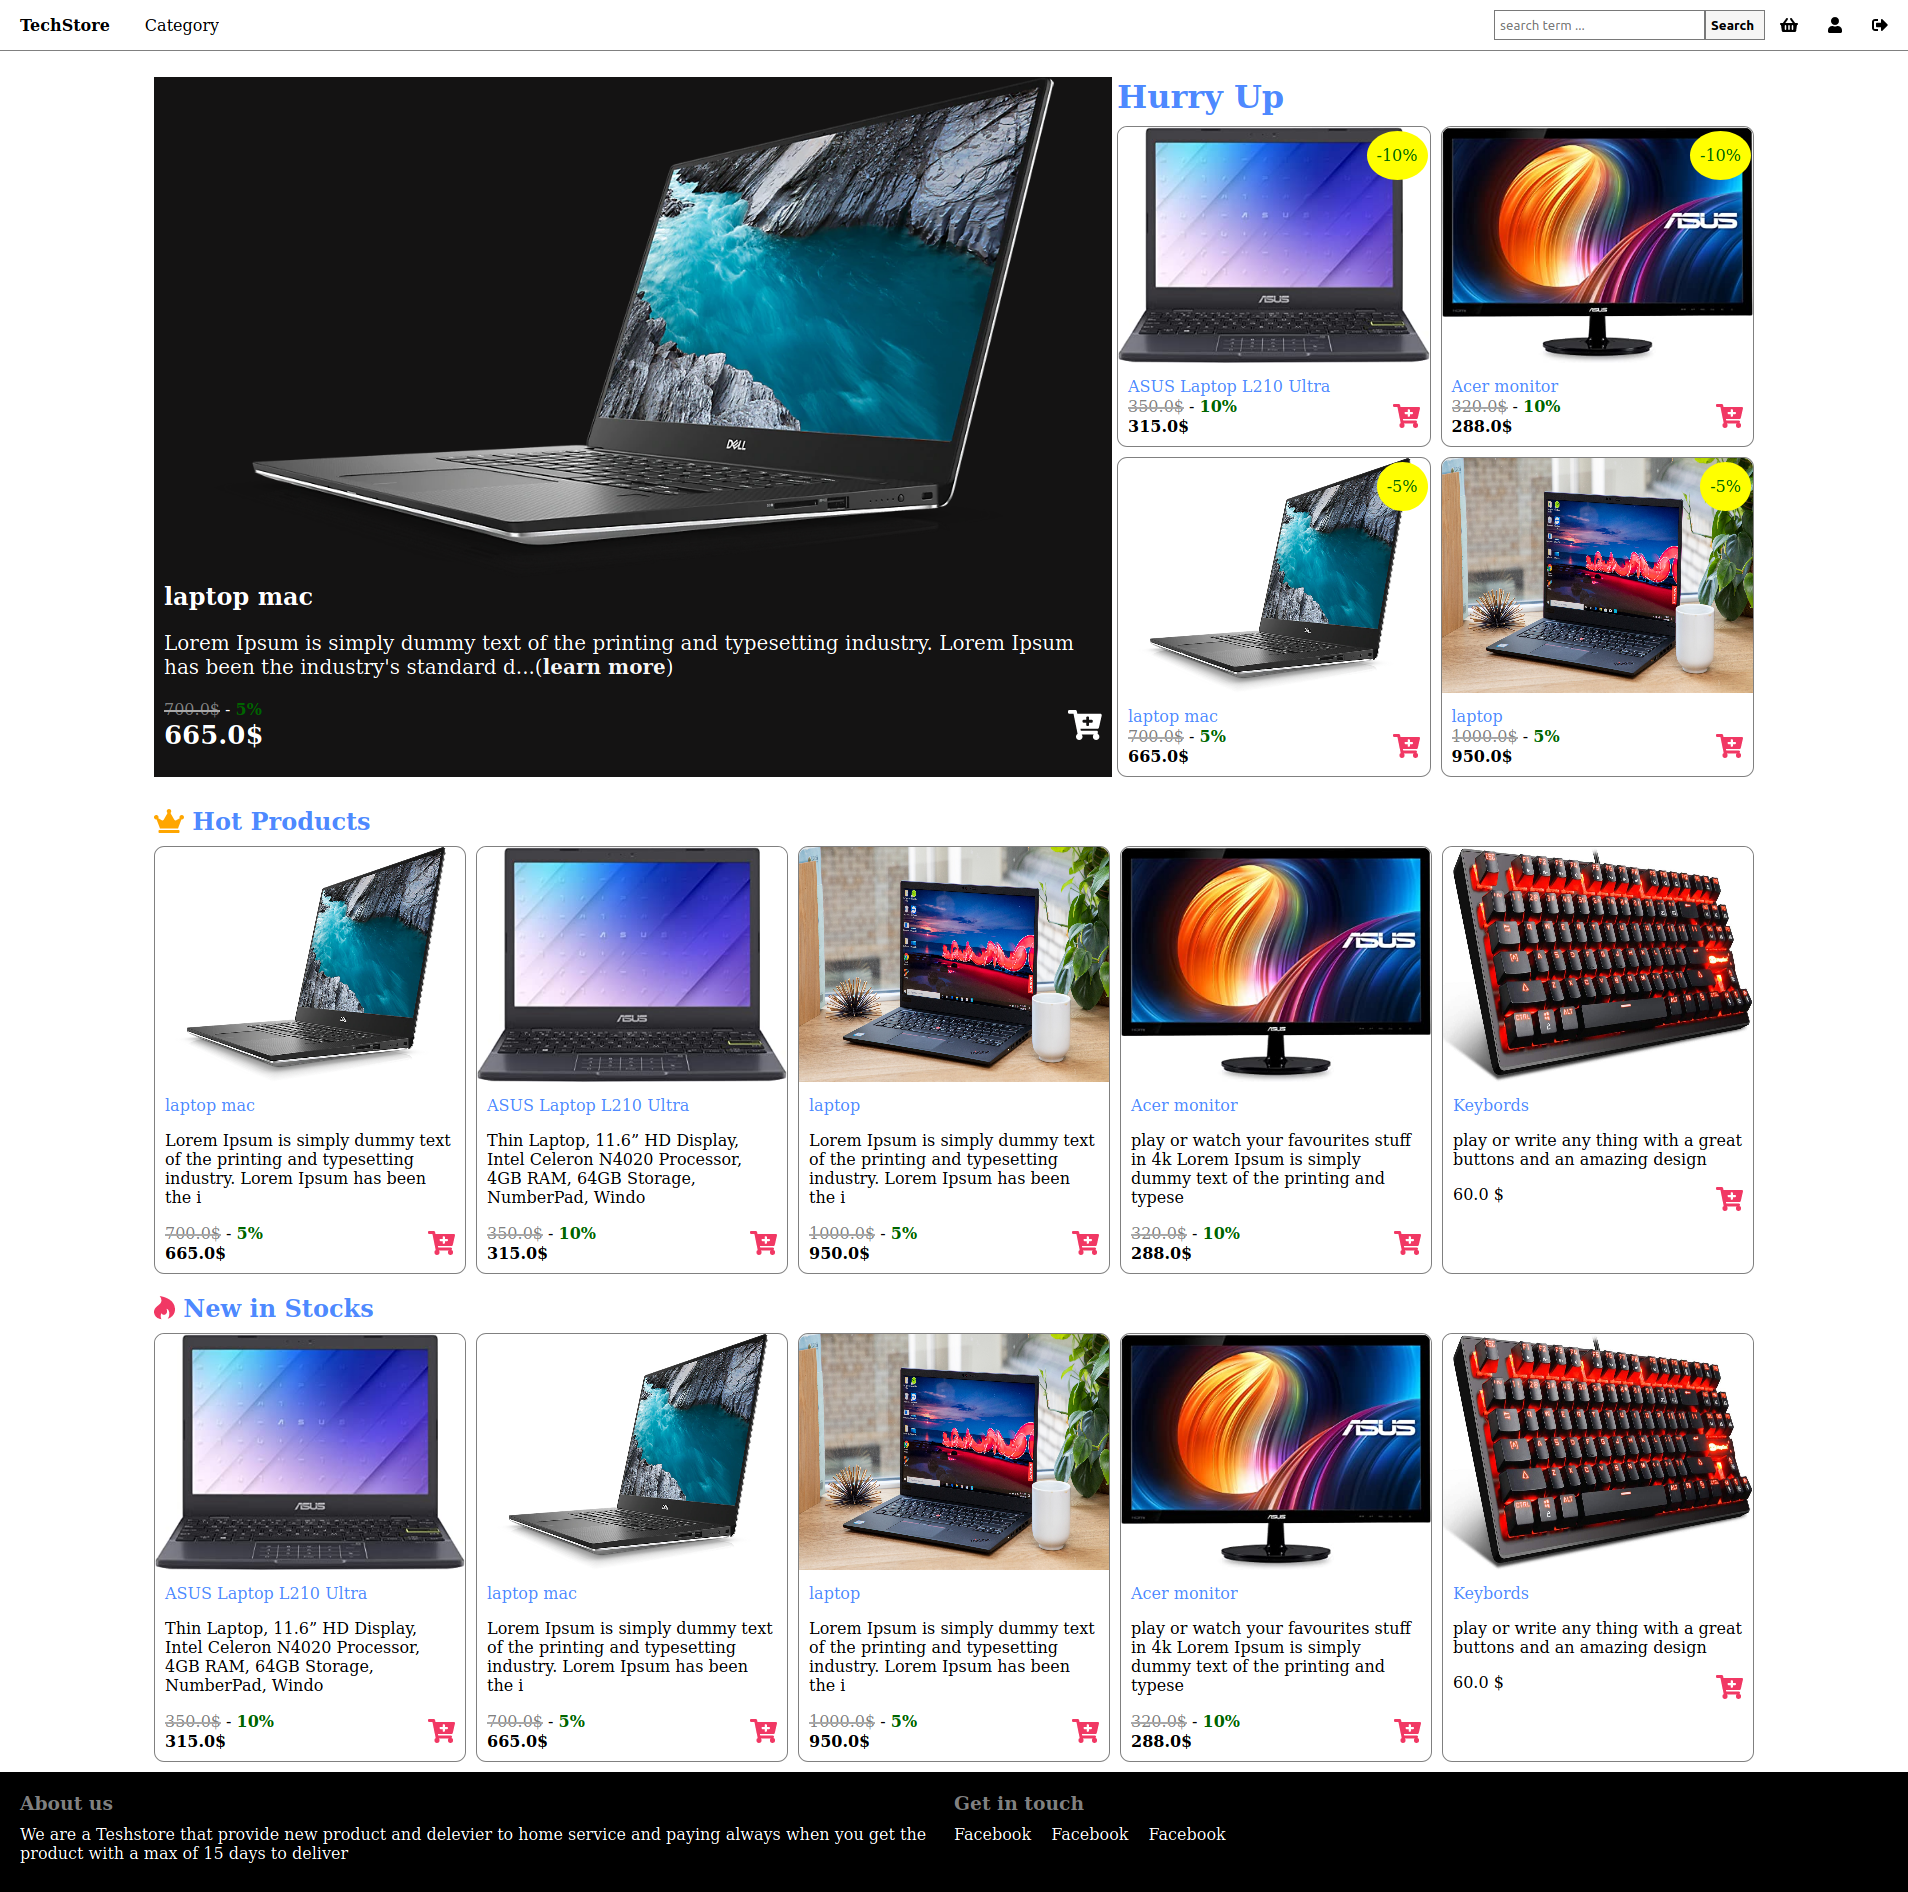 TechStore
Category
search term ...
Search
DELL
laptop mac
Lorem Ipsum is simply dummy text of the printing and typesetting industry. Lorem Ipsum
has been the industry's standard d...(learn more)
700.0$ - 5%
665.0$
Hurry Up
-10%
ASUS
ASUS Laptop L210 Ultra
350.0$ - 10%
315.0$
-10%
ASUS
ASUS
Acer monitor
320.0$ - 10%
288.0$
-5%
laptop mac
700.0$ - 5%
665.0$
-5%
laptop
1000.0$ - 5%
950.0$
Hot Products
laptop mac
Lorem Ipsum is simply dummy text
of the printing and typesetting
industry. Lorem Ipsum has been
the i
700.0$ - 5%
665.0$
ASUS
ASUS Laptop L210 Ultra
Thin Laptop, 11.6” HD Display,
Intel Celeron N4020 Processor,
4GB RAM, 64GB Storage,
NumberPad, Windo
350.0$ - 10%
315.0$
laptop
Lorem Ipsum is simply dummy text
of the printing and typesetting
industry. Lorem Ipsum has been
the i
1000.0$ - 5%
950.0$
ASUS
ASUS
Acer monitor
play or watch your favourites stuff
in 4k Lorem Ipsum is simply
dummy text of the printing and
typese
320.0$ - 10%
288.0$
Keybords
play or write any thing with a great
buttons and an amazing design
60.0 $
New in Stocks
ASUS
ASUS Laptop L210 Ultra
Thin Laptop, 11.6” HD Display,
Intel Celeron N4020 Processor,
4GB RAM, 64GB Storage,
NumberPad, Windo
350.0$ - 10%
315.0$
laptop mac
Lorem Ipsum is simply dummy text
of the printing and typesetting
industry. Lorem Ipsum has been
the i
700.0$ - 5%
665.0$
laptop
Lorem Ipsum is simply dummy text
of the printing and typesetting
industry. Lorem Ipsum has been
the i
1000.0$ - 5%
950.0$
ASUS
ASUS
Acer monitor
play or watch your favourites stuff
in 4k Lorem Ipsum is simply
dummy text of the printing and
typese
320.0$ - 10%
288.0$
Keybords
play or write any thing with a great
buttons and an amazing design
60.0 $
About us
We are a Teshstore that provide new product and delevier to home service and paying always when you get the
product with a max of 15 days to deliver
Get in touch
Facebook Facebook Facebook